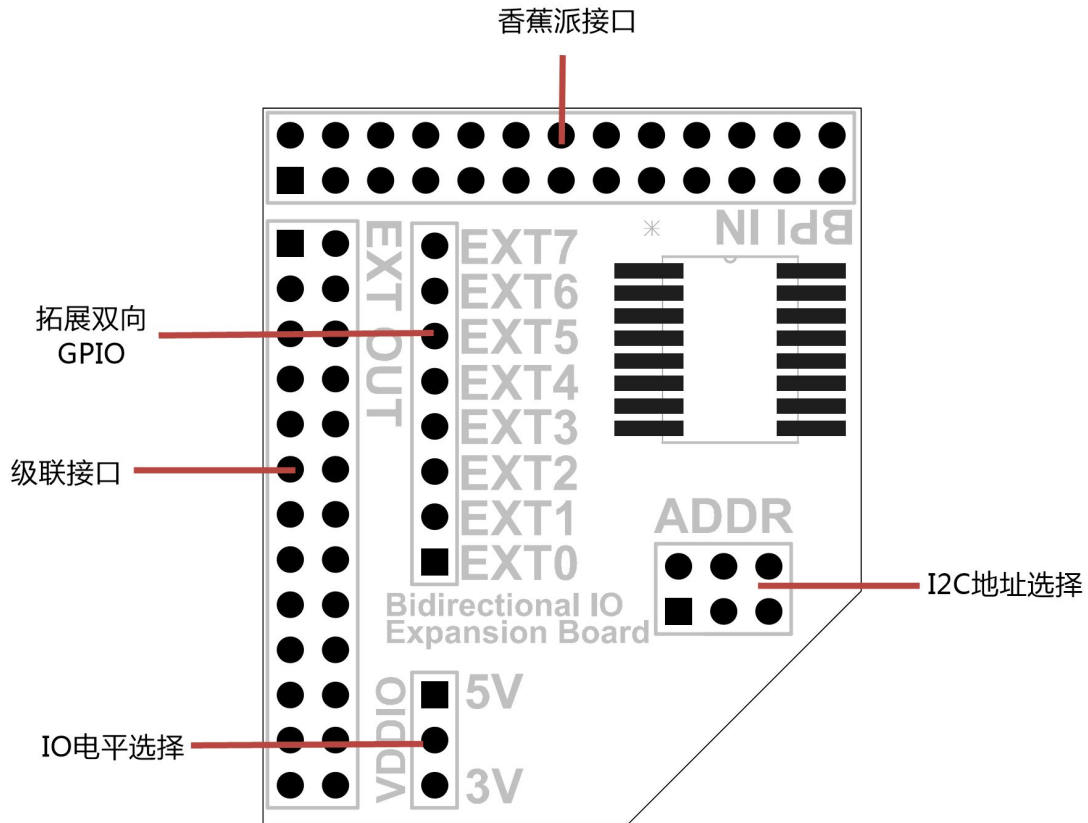 香蕉派接口
BPI IN
EXT OUT
EXT7
EXT6
拓展双向
GPIO
EXT5
EXT4
EXT3
级联接口
EXT2
EXT1
EXT0
ADDR
I2C地址选择
Bidirectional IO
Expansion Board
IO电平选择
VDDIO
5V
3V